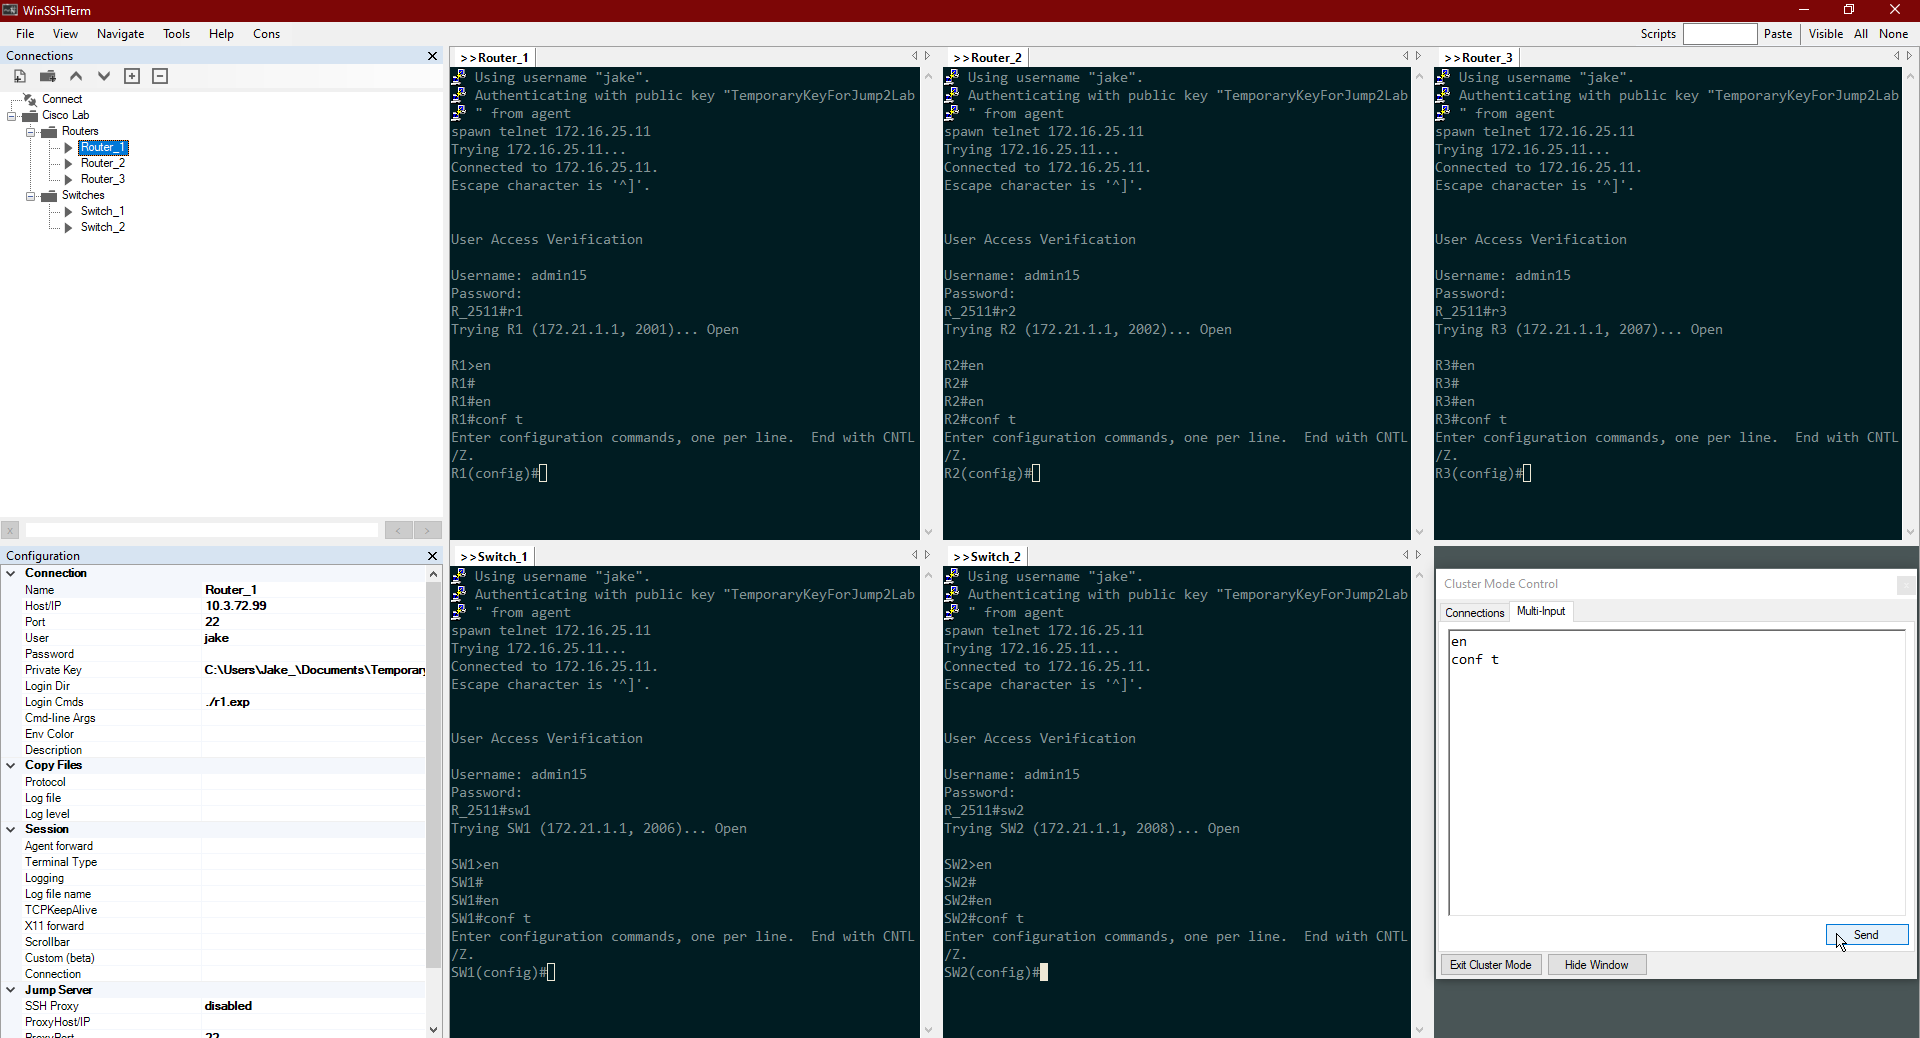 WinSSHTerm
File View Navigate Tools Help Cons
Scripts Paste Visible All None
Connections
Connect
Cisco Lab
Routers
Router_1
Router_2
Router_3
Switches
Switch_1
Switch_2
x < >
Configuration
Connection
Name Router_1
Host/IP 10.3.72.99
Port 22
User jake
Password
Private Key C:\Users\Jake_\Documents\Temporary
Login Dir
Login Cmds ./r1.exp
Cmd-line Args
Env Color
Description
Copy Files
Protocol
Log file
Log level
Session
Agent forward
Terminal Type
Logging
Log file name
TCPKeepAlive
X11 forward
Scrollbar
Custom (beta)
Connection
Jump Server
SSH Proxy disabled
ProxyHost/IP
ProxyPort 22
>>Router_1
Using username "jake".
Authenticating with public key "TemporaryKeyForJump2Lab
" from agent
spawn telnet 172.16.25.11
Trying 172.16.25.11...
Connected to 172.16.25.11.
Escape character is '^]'.
User Access Verification
Username: admin15
Password:
R_2511#r1
Trying R1 (172.21.1.1, 2001)... Open
R1>en
R1#
R1#en
R1#conf t
Enter configuration commands, one per line.  End with CNTL
/Z.
R1(config)#
>>Router_2
Using username "jake".
Authenticating with public key "TemporaryKeyForJump2Lab
" from agent
spawn telnet 172.16.25.11
Trying 172.16.25.11...
Connected to 172.16.25.11.
Escape character is '^]'.
User Access Verification
Username: admin15
Password:
R_2511#r2
Trying R2 (172.21.1.1, 2002)... Open
R2#en
R2#
R2#en
R2#conf t
Enter configuration commands, one per line.  End with CNTL
/Z.
R2(config)#
>>Router_3
Using username "jake".
Authenticating with public key "TemporaryKeyForJump2Lab
" from agent
spawn telnet 172.16.25.11
Trying 172.16.25.11...
Connected to 172.16.25.11.
Escape character is '^]'.
User Access Verification
Username: admin15
Password:
R_2511#r3
Trying R3 (172.21.1.1, 2007)... Open
R3#en
R3#
R3#en
R3#conf t
Enter configuration commands, one per line.  End with CNTL
/Z.
R3(config)#
>>Switch_1
Using username "jake".
Authenticating with public key "TemporaryKeyForJump2Lab
" from agent
spawn telnet 172.16.25.11
Trying 172.16.25.11...
Connected to 172.16.25.11.
Escape character is '^]'.
User Access Verification
Username: admin15
Password:
R_2511#sw1
Trying SW1 (172.21.1.1, 2006)... Open
SW1>en
SW1#
SW1#en
SW1#conf t
Enter configuration commands, one per line.  End with CNTL
/Z.
SW1(config)#
>>Switch_2
Using username "jake".
Authenticating with public key "TemporaryKeyForJump2Lab
" from agent
spawn telnet 172.16.25.11
Trying 172.16.25.11...
Connected to 172.16.25.11.
Escape character is '^]'.
User Access Verification
Username: admin15
Password:
R_2511#sw2
Trying SW2 (172.21.1.1, 2008)... Open
SW2>en
SW2#
SW2#en
SW2#conf t
Enter configuration commands, one per line.  End with CNTL
/Z.
SW2(config)#
Cluster Mode Control
Connections Multi-Input
en
conf t
Send
Exit Cluster Mode Hide Window